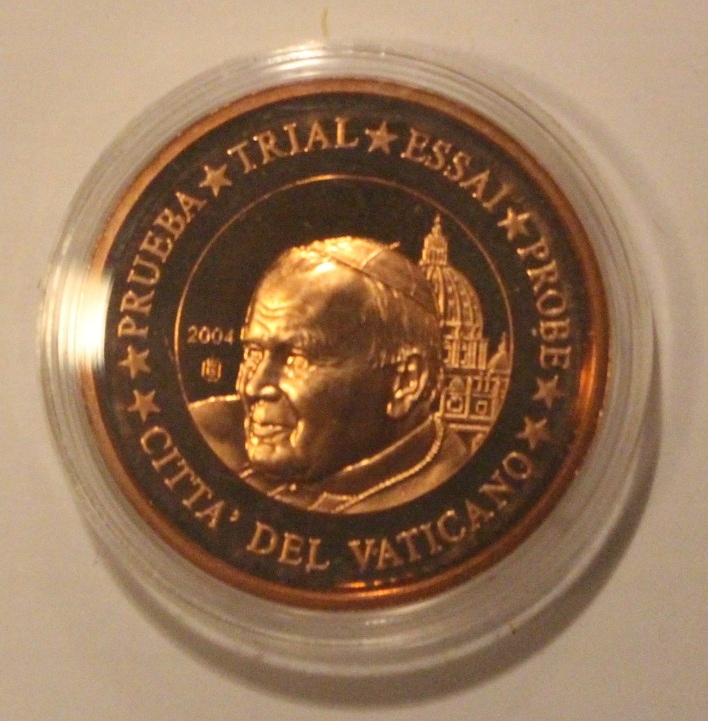 PRUEBA ★ TRIAL ★ ESSAI ★ PROBE
2004
CITTA' DEL VATICANO